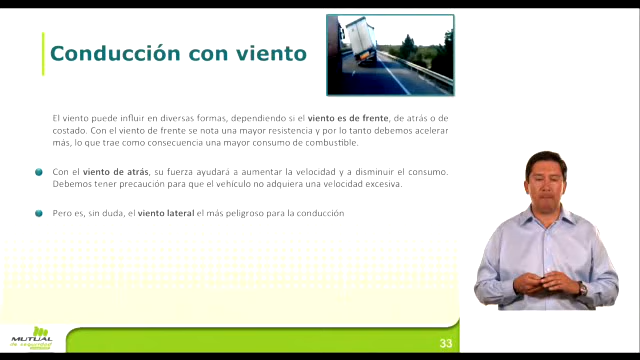 Conducción con viento
El viento puede influir en diversas formas, dependiendo si el viento es de frente, de atrás o de
costado. Con el viento de frente se nota una mayor resistencia y por lo tanto debemos acelerar
más, lo que trae como consecuencia una mayor consumo de combustible.
Con el viento de atrás, su fuerza ayudará a aumentar la velocidad y a disminuir el consumo.
Debemos tener precaución para que el vehículo no adquiera una velocidad excesiva.
Pero es, sin duda, el viento lateral el más peligroso para la conducción
MUTUAL
de seguridad
33